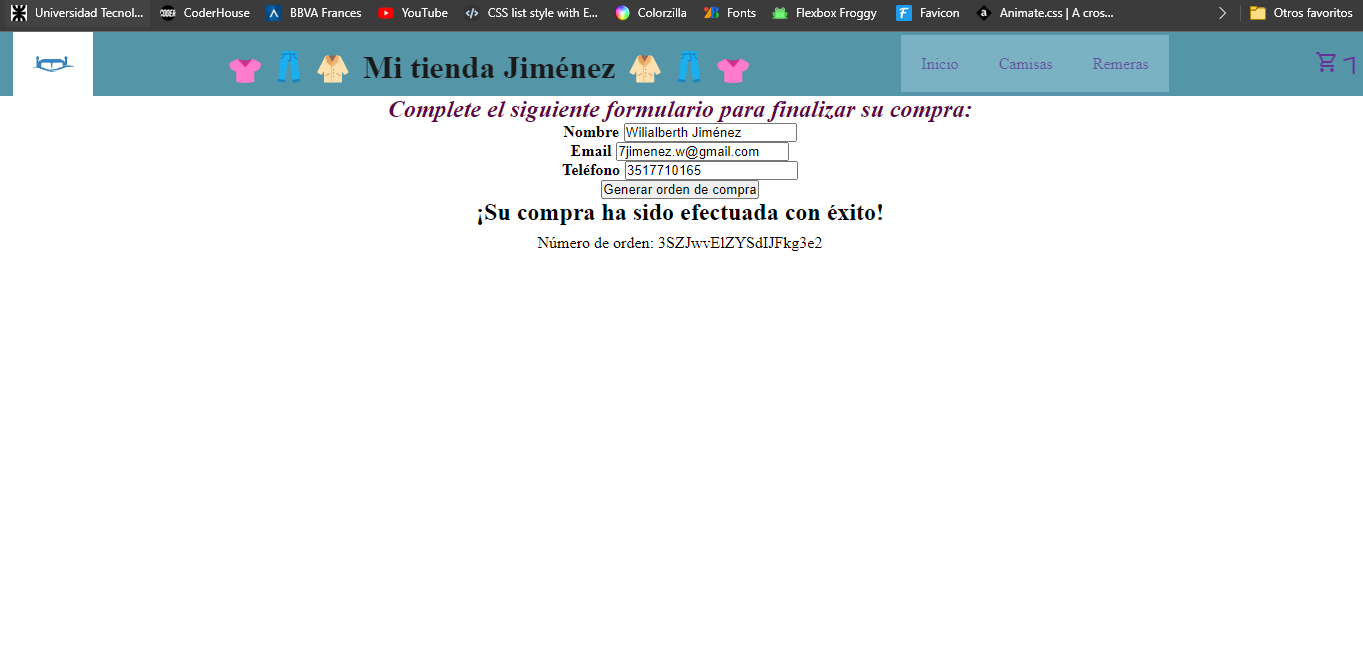 Universidad Tecnol... CoderHouse BBVA Frances YouTube CSS list style with E... Colorzilla Fonts Flexbox Froggy Favicon Animate.css | A cros... Otros favoritos
Mi tienda Jiménez Inicio Camisas Remeras 1
Complete el siguiente formulario para finalizar su compra:
Nombre Wilialberth Jiménez
Email 7jimenez.w@gmail.com
Teléfono 3517710165
Generar orden de compra
¡Su compra ha sido efectuada con éxito!
Número de orden: 3SZJwvElZYSdIJFkg3e2